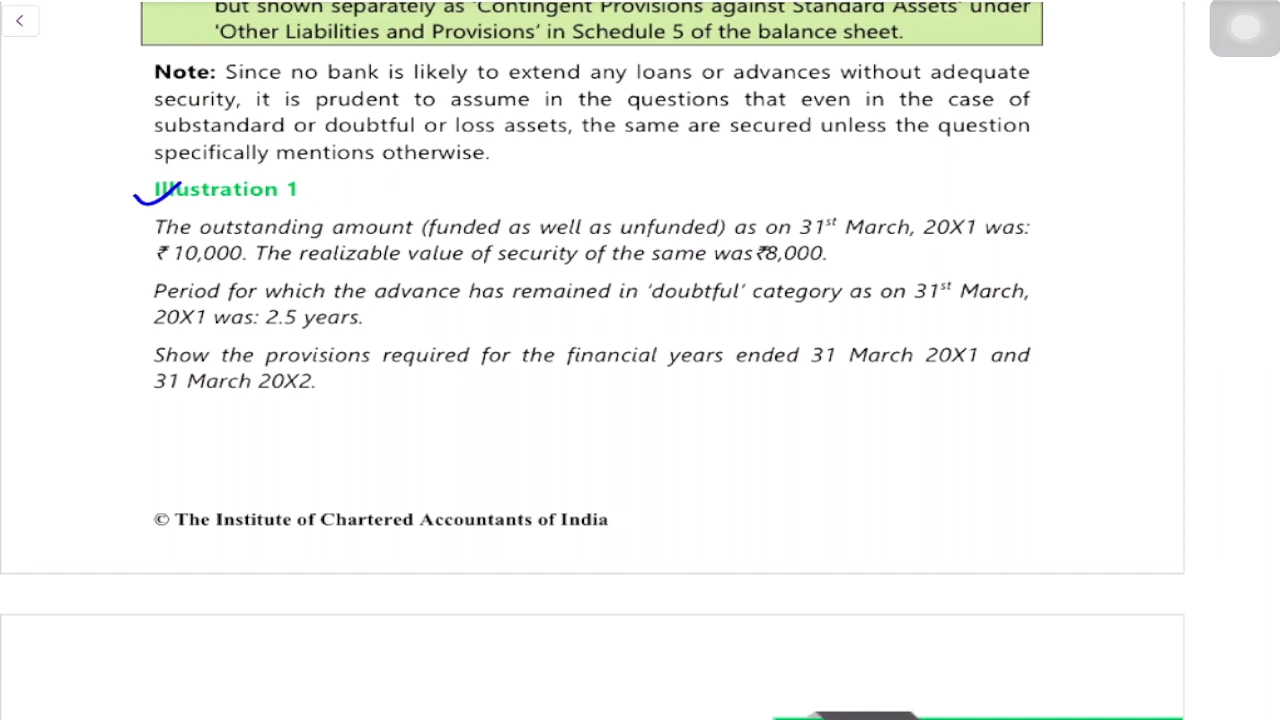 but shown separately as 'Contingent Provisions against Standard Assets' under
'Other Liabilities and Provisions' in Schedule 5 of the balance sheet.
Note: Since no bank is likely to extend any loans or advances without adequate
security, it is prudent to assume in the questions that even in the case of
substandard or doubtful or loss assets, the same are secured unless the question
specifically mentions otherwise.
Illustration 1
The outstanding amount (funded as well as unfunded) as on 31st March, 20X1 was:
₹ 10,000. The realizable value of security of the same was ₹8,000.
Period for which the advance has remained in 'doubtful' category as on 31st March,
20X1 was: 2.5 years.
Show the provisions required for the financial years ended 31 March 20X1 and
31 March 20X2.
© The Institute of Chartered Accountants of India